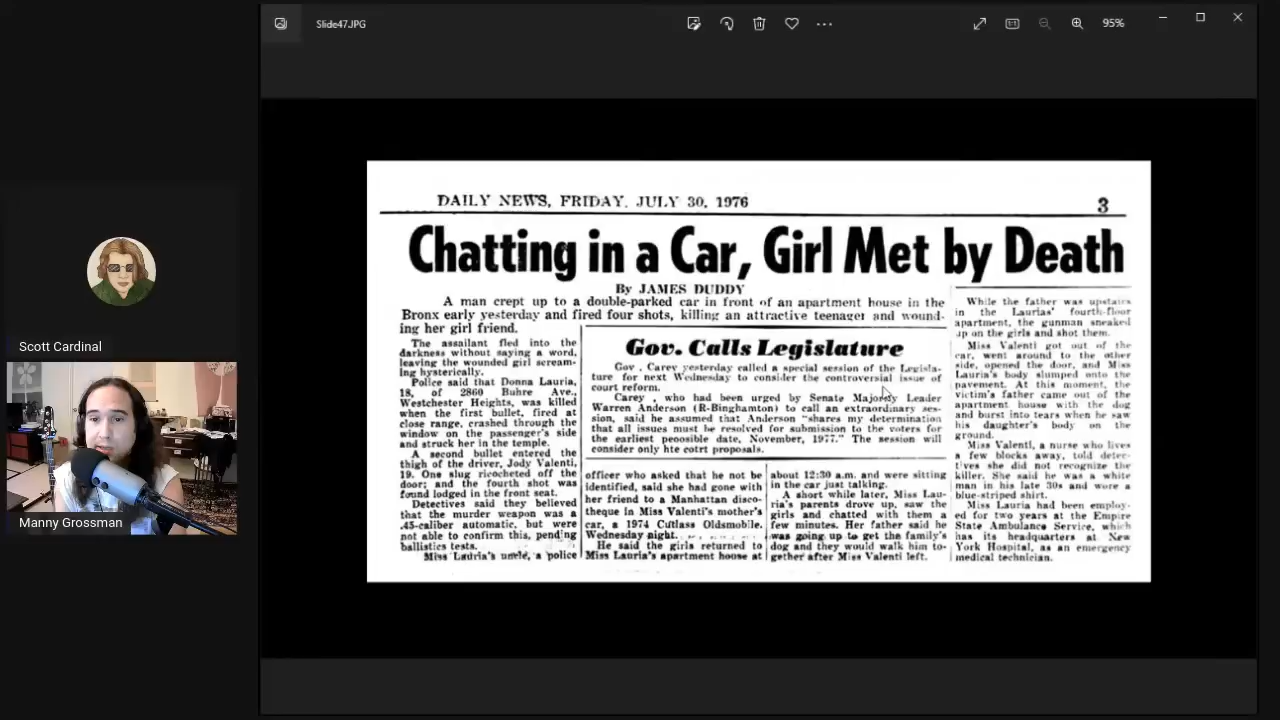 Slide47.JPG
95%
DAILY NEWS, FRIDAY, JULY 30, 1976
3
Chatting in a Car, Girl Met by Death
By JAMES DUDDY
A man crept up to a double-parked car in front of an apartment house in the
Bronx early yesterday and fired four shots, killing an attractive teenager and wound-
ing her girl friend.
The assailant fled into the
darkness without saying a word,
leaving the wounded girl scream-
ing hysterically.
Police said that Donna Lauria,
18, of 2860 Buhre Ave.,
Westchester Heights, was killed
when the first bullet, fired at
close range, crashed through the
window on the passenger's side
and struck her in the temple.
A second bullet entered the
thigh of the driver, Jody Valenti,
19. One slug ricocheted off the
door; and the fourth shot was
found lodged in the front seat.
Detectives said they believed
that the murder weapon was a
.45-caliber automatic, but were
not able to confirm this, pending
ballistics tests.
Miss Lauria's uncle, a police
Gov. Calls Legislature
Gov. Carey yesterday called a special session of the Legisla-
ture for next Wednesday to consider the controversial issue of
court reform.
Carey, who had been urged by Senate Majority Leader
Warren Anderson (R-Binghamton) to call an extraordinary ses-
sion, said he assumed that Anderson "shares my determination
that all issues must be resolved for submission to the voters for
the earliest peoosible date, November, 1977." The session will
consider only hte cotrt proposals.
officer who asked that he not be
identified, said she had gone with
her friend to a Manhattan disco-
theque in Miss Valenti's mother's
car, a 1974 Cutlass Oldsmobile,
Wednesday night.
He said the girls returned to
Miss Lauria's apartment house at
about 12:30 a.m. and were sitting
in the car just talking.
A short while later, Miss Lau-
ria's parents drove up, saw the
girls and chatted with them a
few minutes. Her father said he
was going up to get the family's
dog and they would walk him to-
gether after Miss Valenti left.
While the father was upstairs
in the Laurias' fourth-floor
apartment, the gunman sneaked
up on the girls and shot them.
Miss Valenti got out of the
car, went around to the other
side, opened the door, and Miss
Lauria's body slumped onto the
pavement. At this moment, the
victim's father came out of the
apartment house with the dog
and burst into tears when he saw
his daughter's body on the
ground.
Miss Valenti, a nurse who lives
a few blocks away, told detec-
tives she did not recognize the
killer. She said he was a white
man in his late 30s and wore a
blue-striped shirt.
Miss Lauria had been employ-
ed for two years at the Empire
State Ambulance Service, which
has its headquarters at New
York Hospital, as an emergency
medical technician.
Scott Cardinal
Manny Grossman